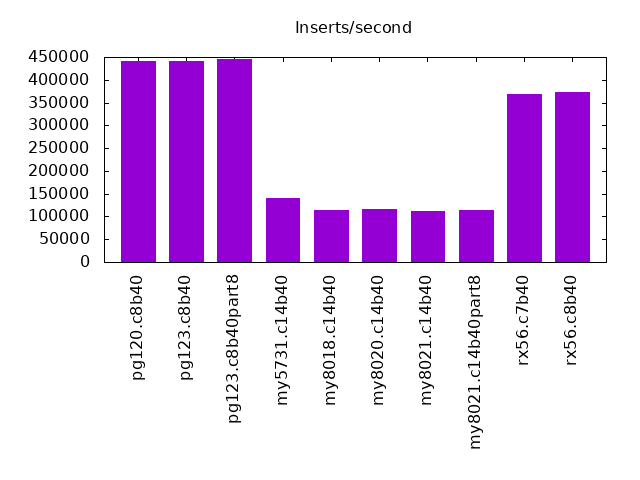 Inserts/second
450000
400000
350000
300000
250000
200000
150000
100000
50000
0
pg120.c8b40
pg123.c8b40
pg123.c8b40part8
my5731.c14b40
my8018.c14b40
my8020.c14b40
my8021.c14b40
my8021.c14b40part8
rx56.c7b40
rx56.c8b40